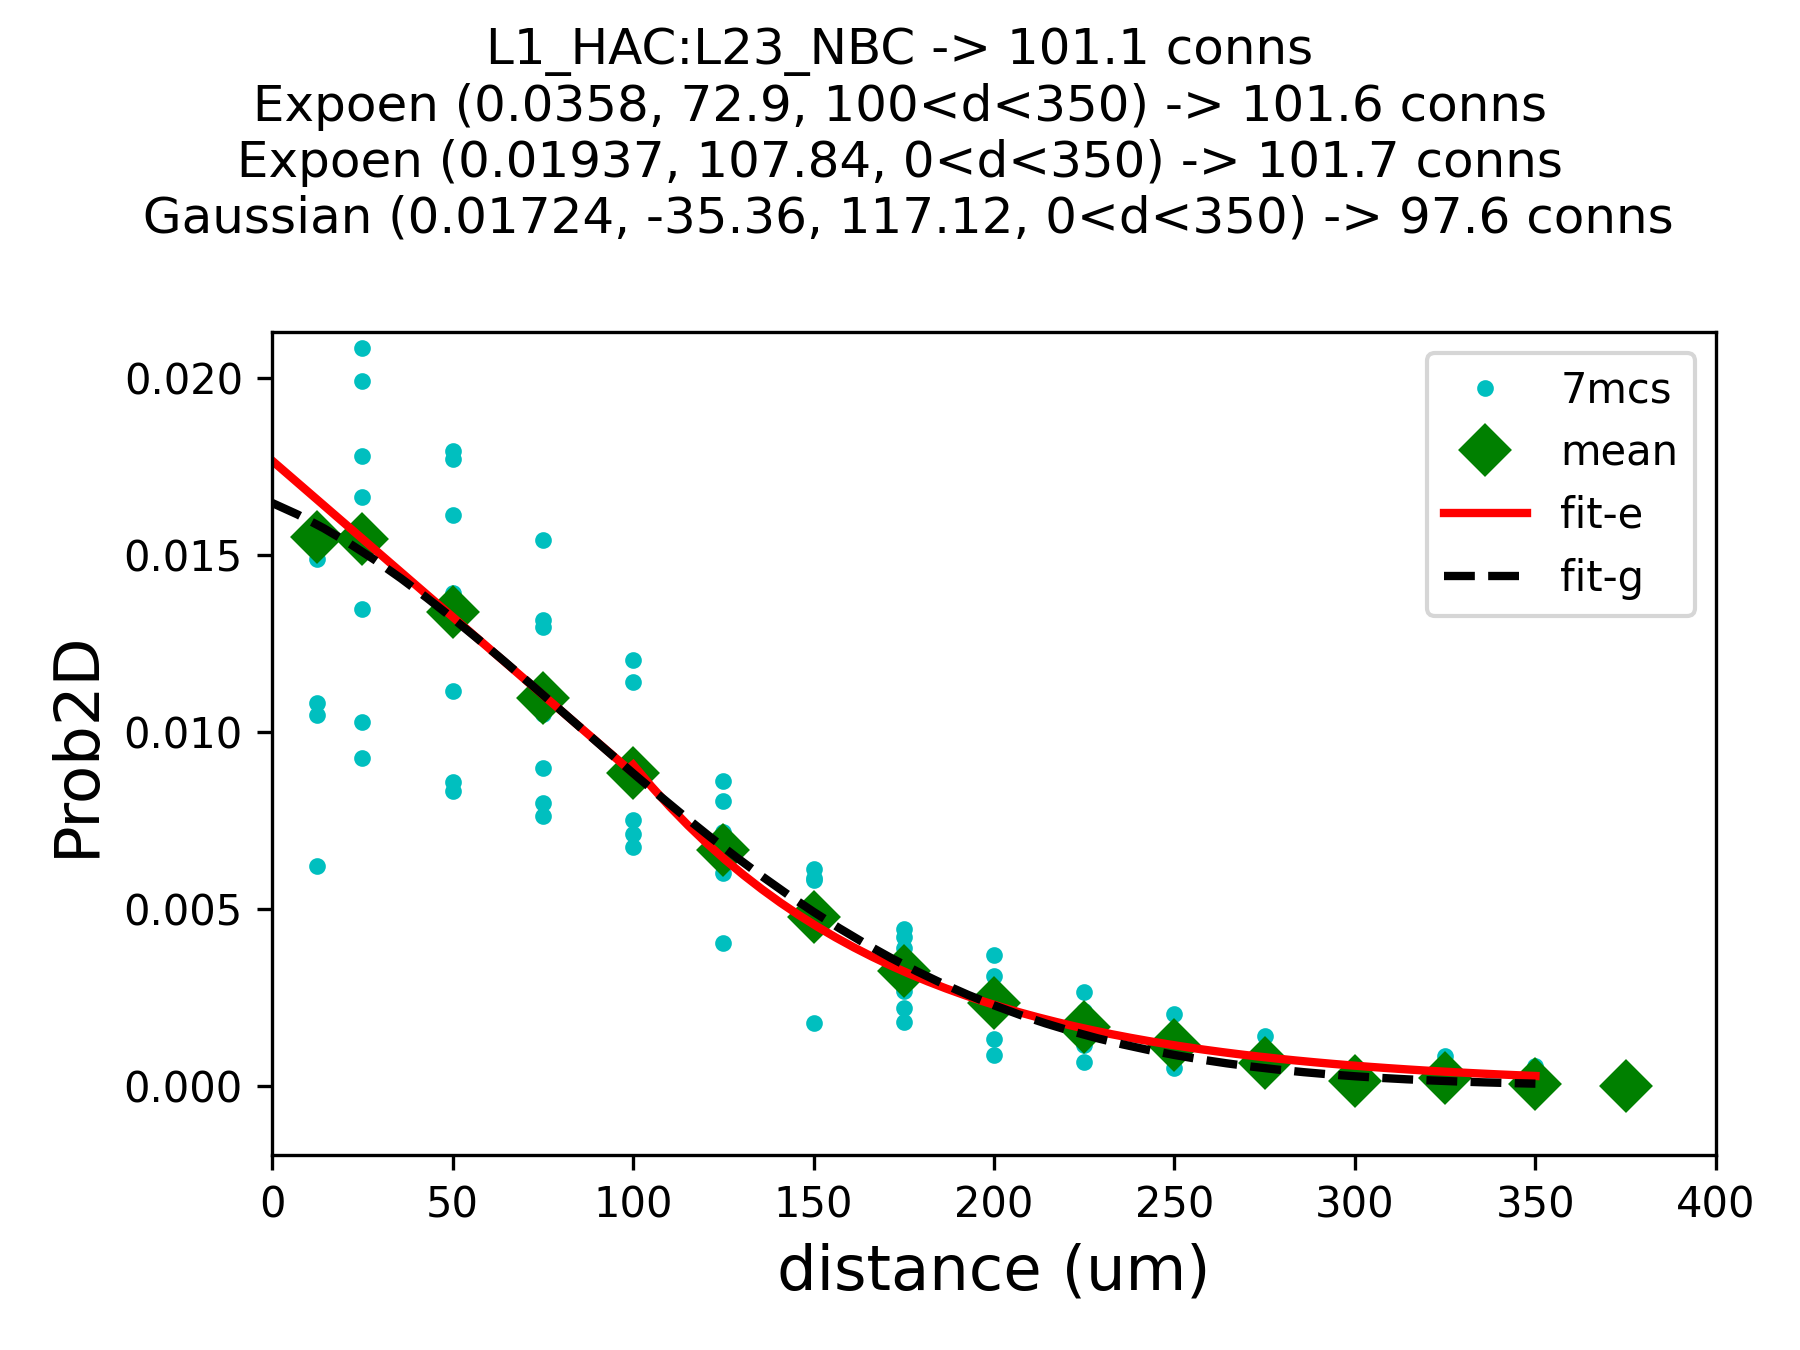 L1_HAC:L23_NBC -> 101.1 conns
Expoen (0.0358, 72.9, 100<d<350) -> 101.6 conns
Expoen (0.01937, 107.84, 0<d<350) -> 101.7 conns
Gaussian (0.01724, -35.36, 117.12, 0<d<350) -> 97.6 conns
7mcs
mean
fit-e
fit-g
Prob2D
0.020
0.015
0.010
0.005
0.000
0 50 100 150 200 250 300 350 400
distance (um)